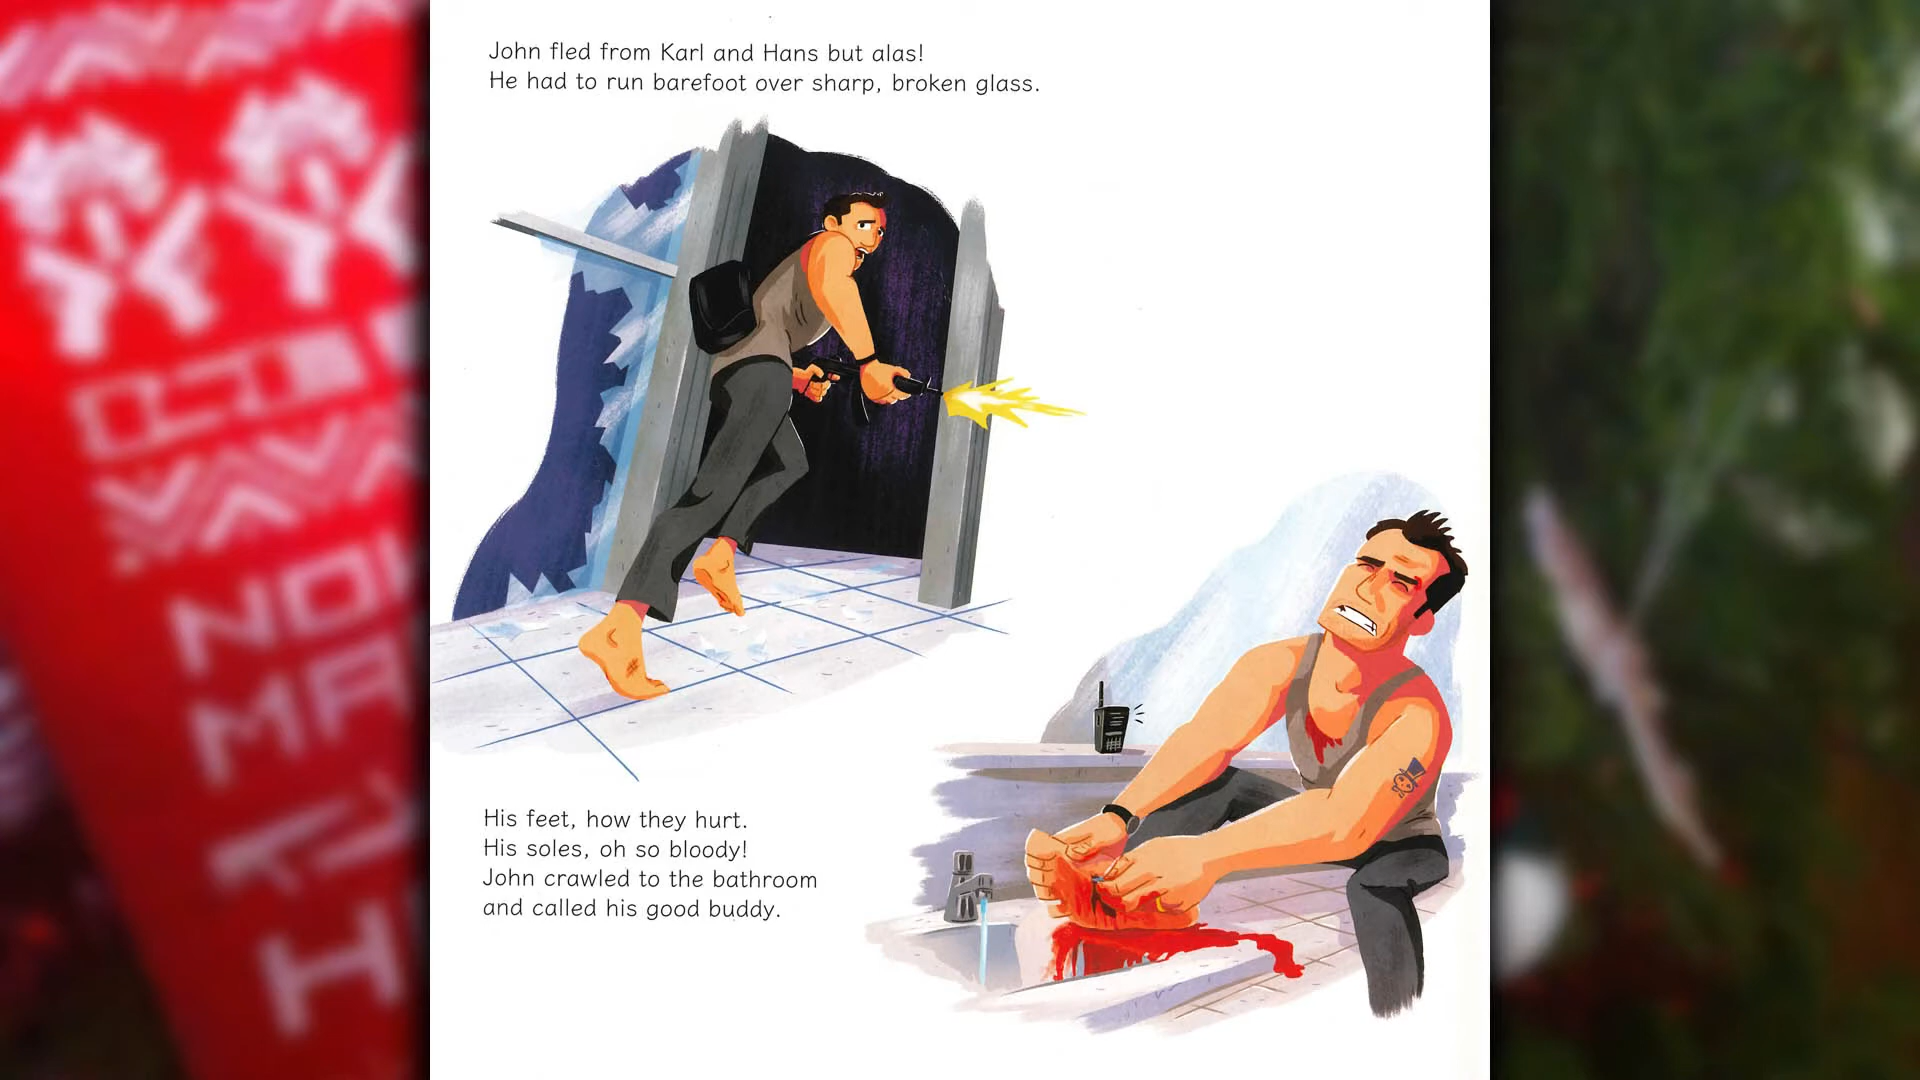 John fled from Karl and Hans but alas!
He had to run barefoot over sharp, broken glass.
His feet, how they hurt.
His soles, oh so bloody!
John crawled to the bathroom
and called his good buddy.